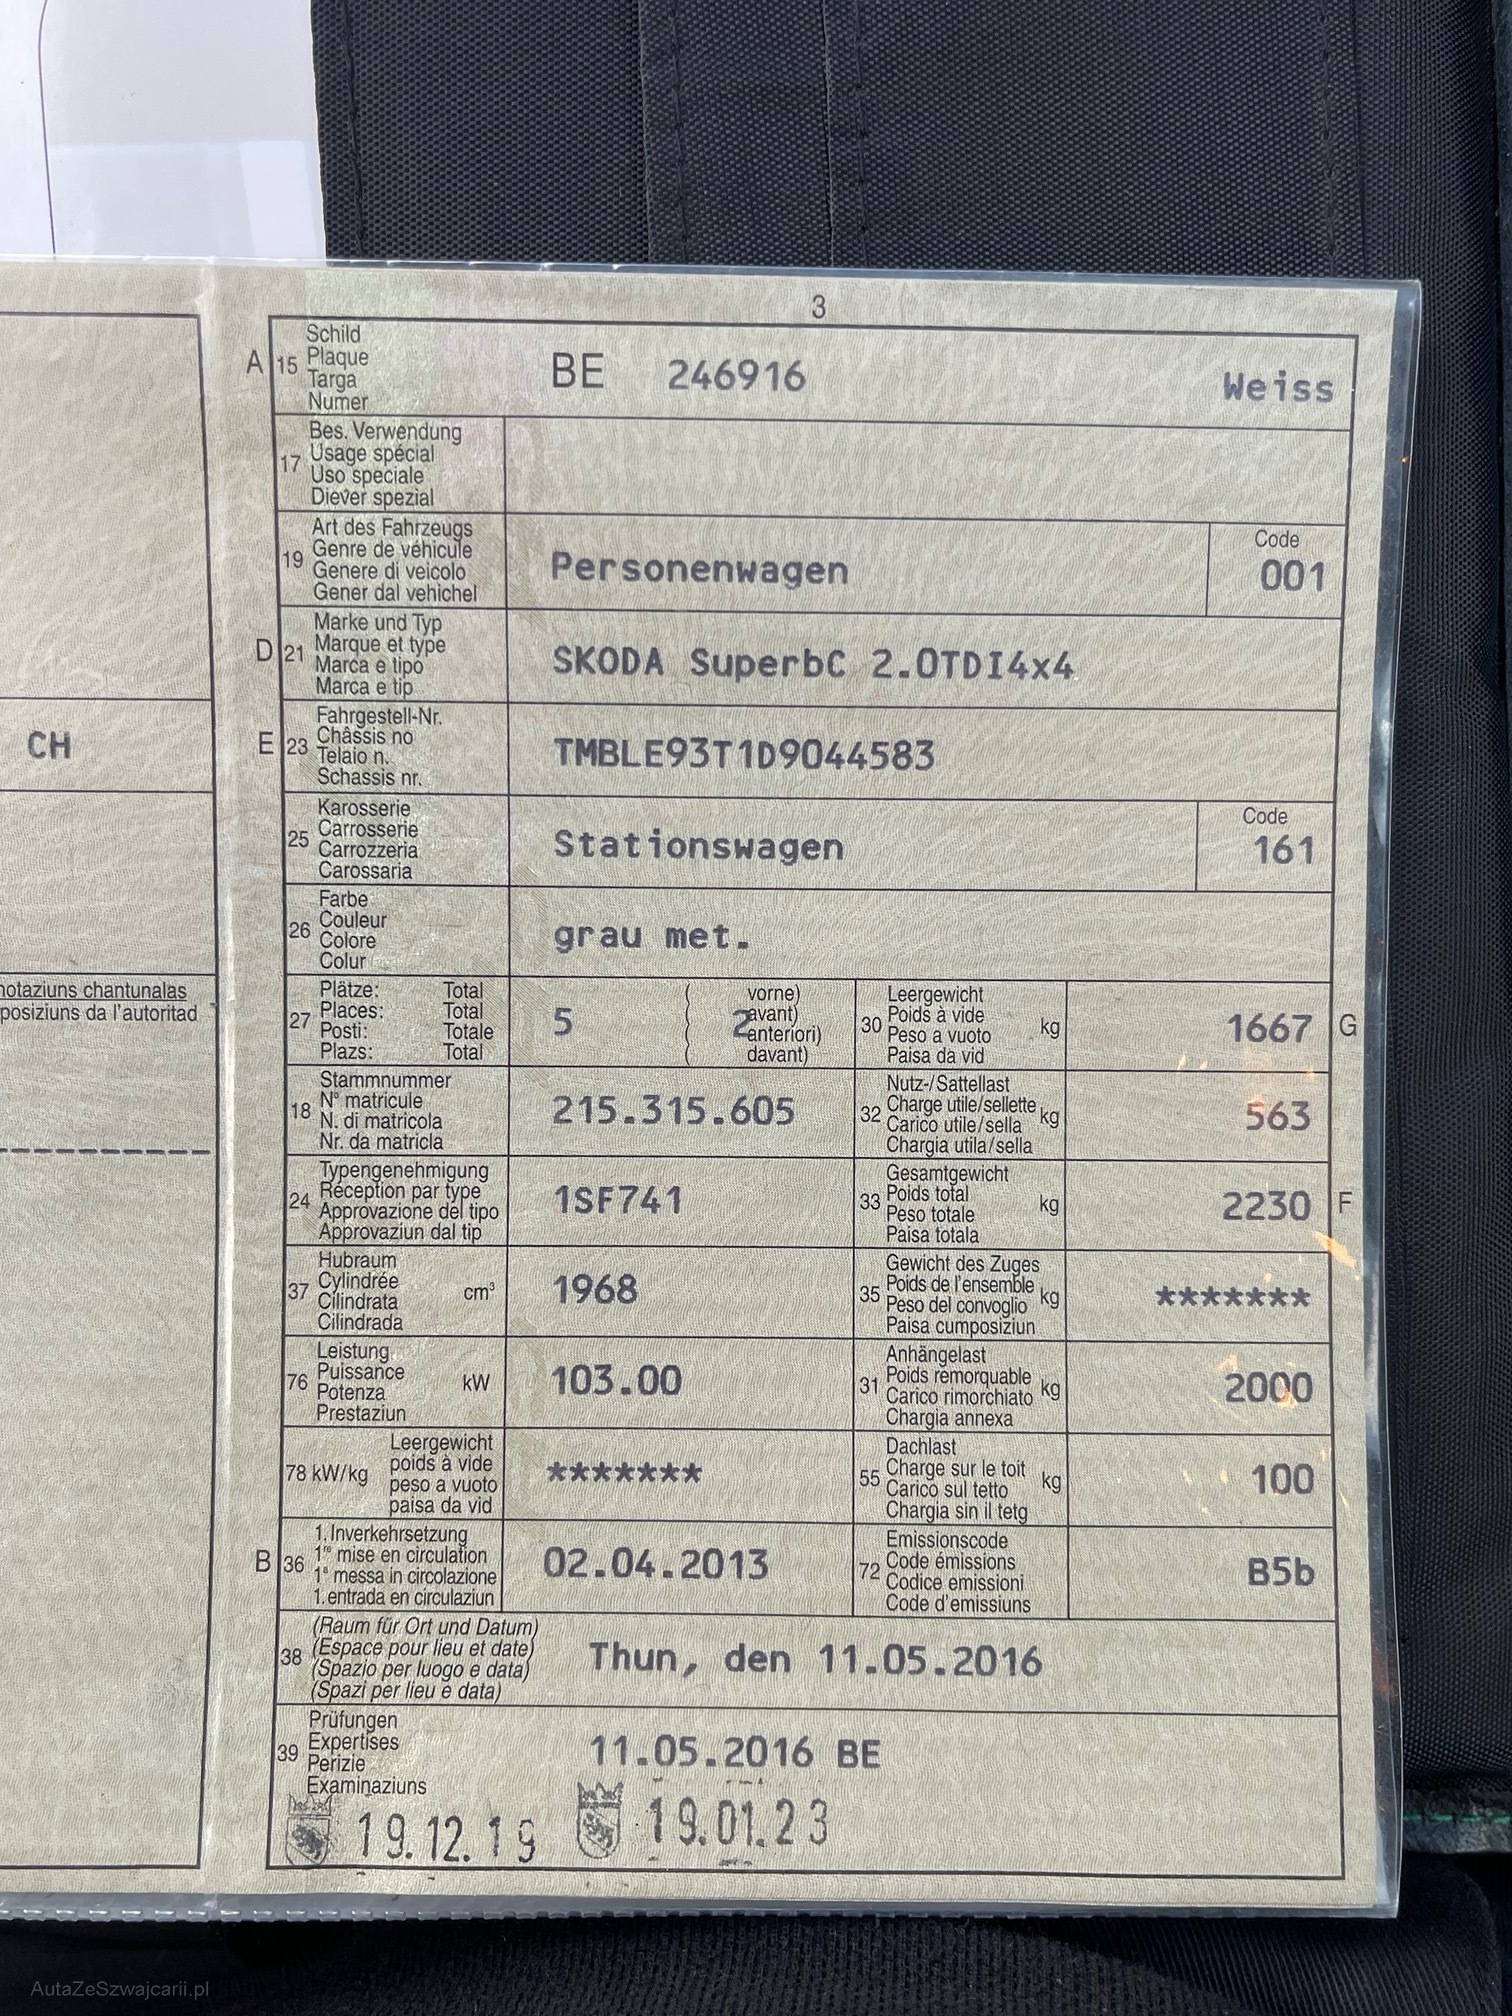 3
A 15 Schild
Plaque
Targa
Numer
BE 246916 Weiss
17 Bes. Verwendung
Usage spécial
Uso speciale
Diever spezial
19 Art des Fahrzeugs
Genre de véhicule
Genere di veicolo
Gener dal vehichel
Personenwagen
Code
001
D 21 Marke und Typ
Marque et type
Marca e tipo
Marca e tip
SKODA SuperbC 2.0TDI4x4
E 23 Fahrgestell-Nr.
Châssis no
Telaio n.
Schassis nr.
TMBLE93T1D9044583
CH
25 Karosserie
Carrosserie
Carrozzeria
Carossaria
Stationswagen
Code
161
26 Farbe
Couleur
Colore
Colur
grau met.
notaziuns chantunalas
posiziuns da l'autoritad
27 Plätze: Total
Places: Total
Posti: Totale
Plazs: Total
5 ( 2 vorne)
avant)
anteriori)
davant)
30 Leergewicht
Poids à vide
Peso a vuoto
Paisa da vid
kg
1667 G
18 Stammnummer
N° matricule
N. di matricola
Nr. da matricla
215.315.605
32 Nutz-/Sattellast
Charge utile/sellette
Carico utile/sella
Chargia utila/sella
kg
563
24 Typengenehmigung
Réception par type
Approvazione del tipo
Approvaziun dal tip
1SF741
33 Gesamtgewicht
Poids total
Peso totale
Paisa totala
kg
2230 F
37 Hubraum
Cylindrée
Cilindrata
Cilindrada
cm³
1968
35 Gewicht des Zuges
Poids de l'ensemble
Peso del convoglio
Paisa cumposiziun
kg
*******
76 Leistung
Puissance
Potenza
Prestaziun
kW
103.00
31 Anhängelast
Poids remorquable
Carico rimorchiato
Chargia annexa
kg
2000
78 kW/kg Leergewicht
poids à vide
peso a vuoto
paisa da vid
*******
55 Dachlast
Charge sur le toit
Carico sul tetto
Chargia sin il tetg
kg
100
B 36 1. Inverkehrsetzung
1re mise en circulation
1a messa in circolazione
1. entrada en circulaziun
02.04.2013
72 Emissionscode
Code émissions
Codice emissioni
Code d'emissiuns
B5b
38 (Raum für Ort und Datum)
(Espace pour lieu et date)
(Spazio per luogo e data)
(Spazi per lieu e data)
Thun, den 11.05.2016
39 Prüfungen
Expertises
Perizie
Examinaziuns
11.05.2016 BE
19.12.19 19.01.23
AutaZeSzwajcarii.pl